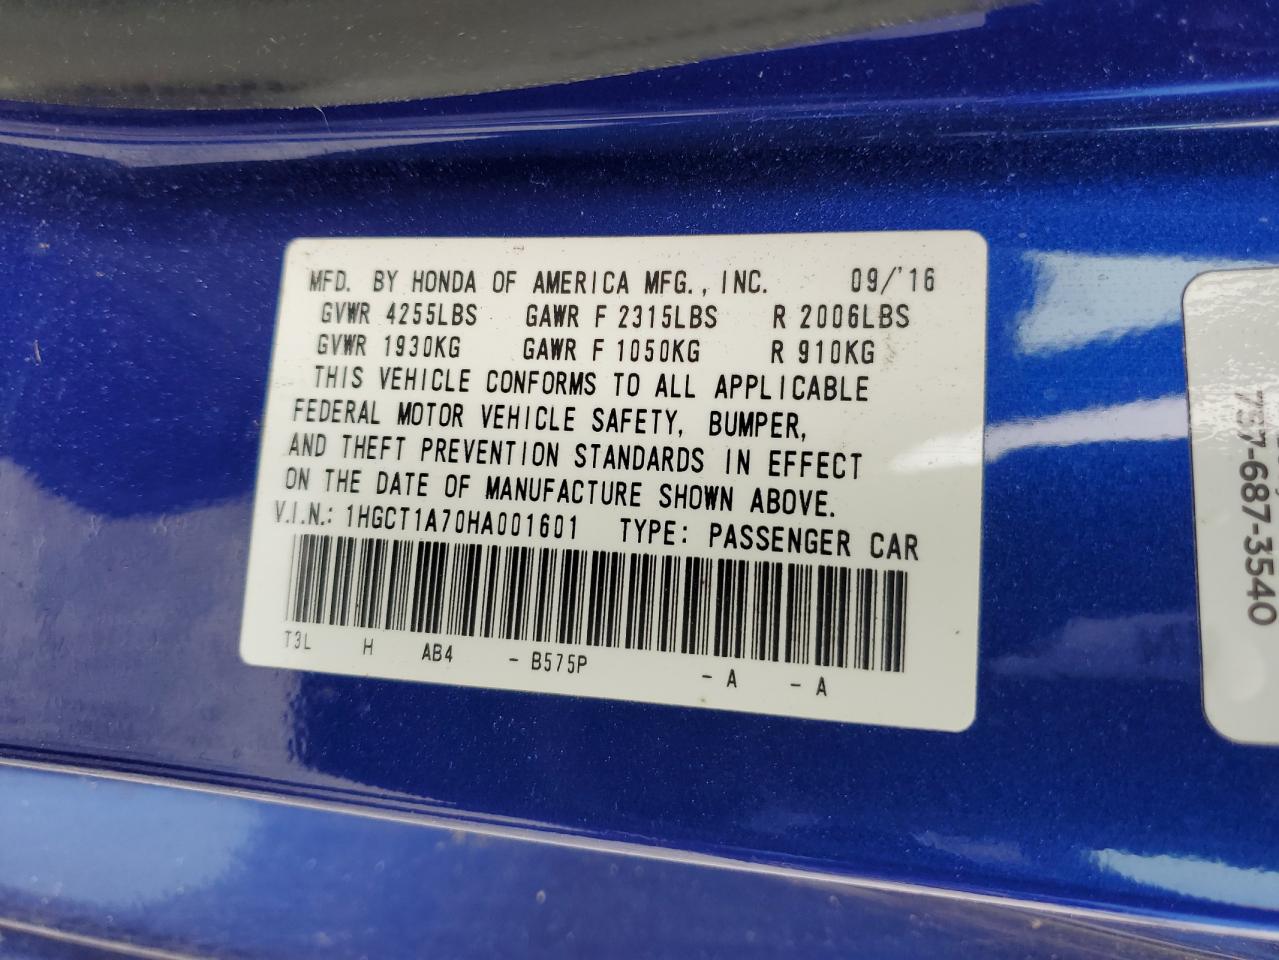 MFD. BY HONDA OF AMERICA MFG., INC. 09/'16
GVWR 4255LBS GAWR F 2315LBS R 2006LBS
GVWR 1930KG GAWR F 1050KG R 910KG
THIS VEHICLE CONFORMS TO ALL APPLICABLE
FEDERAL MOTOR VEHICLE SAFETY, BUMPER,
AND THEFT PREVENTION STANDARDS IN EFFECT
ON THE DATE OF MANUFACTURE SHOWN ABOVE.
V.I.N.: 1HGCT1A70HA001601 TYPE: PASSENGER CAR
T3L H AB4 - B575P - A - A
757-687-3540